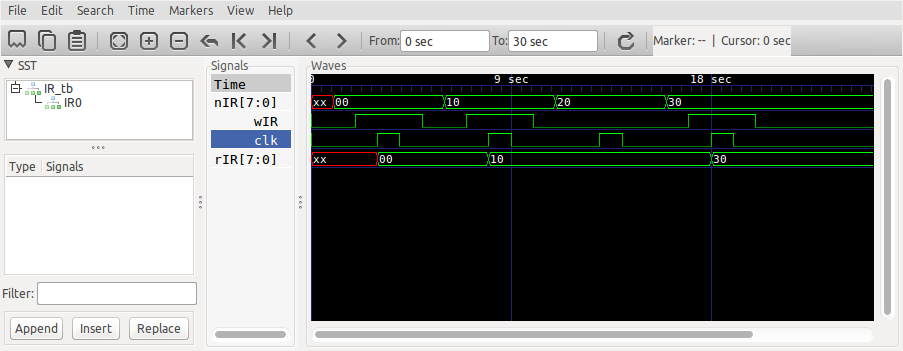 File Edit Search Time Markers View Help
From: 0 sec To: 30 sec Marker: -- | Cursor: 0 sec
SST
IR_tb
IR0
Type Signals
Filter:
Append Insert Replace
Signals
Time
nIR[7:0]
wIR
clk
rIR[7:0]
Waves
0 9 sec 18 sec
xx 00 10 20 30
xx 00 10 30